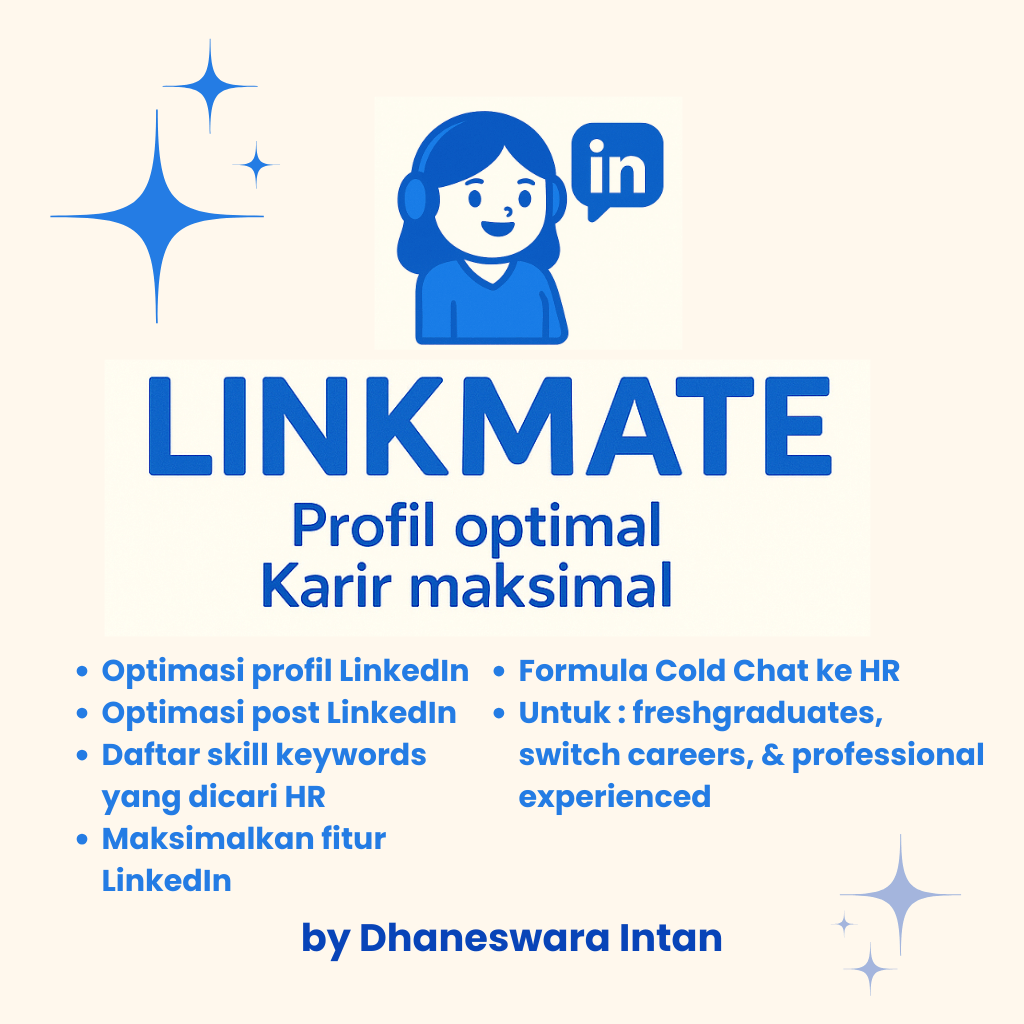 in
LINKMATE
Profil optimal
Karir maksimal
• Optimasi profil LinkedIn
• Optimasi post LinkedIn
• Daftar skill keywords
yang dicari HR
• Maksimalkan fitur
LinkedIn
• Formula Cold Chat ke HR
• Untuk : freshgraduates,
switch careers, & professional
experienced
by Dhaneswara Intan